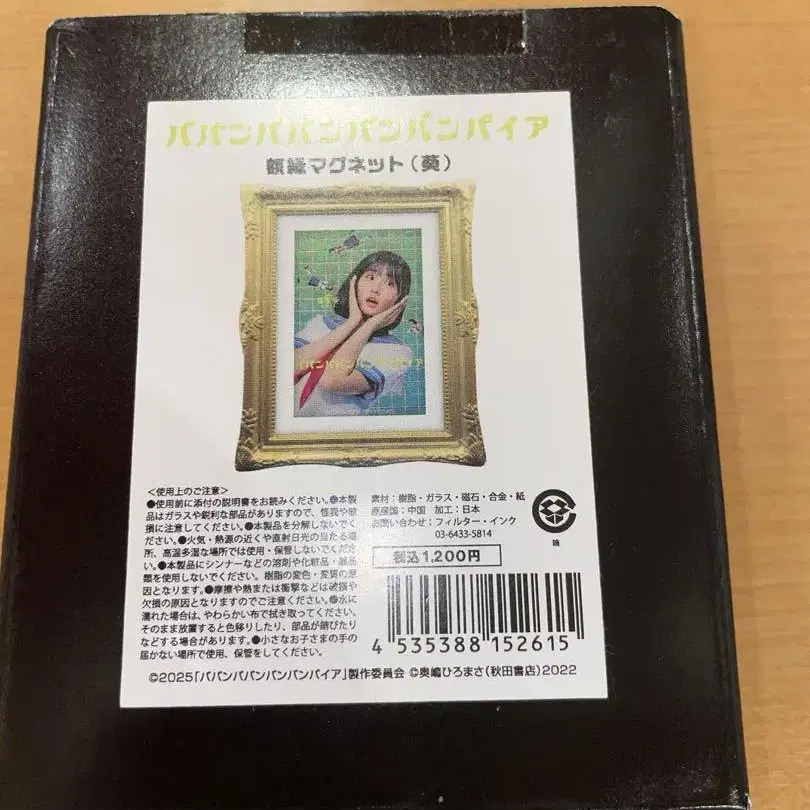 ババンババンバンバンパイア
額縁マグネット(葵)
ババンババンバンバンパイア
<使用上のご注意>
●使用前に添付の説明書をお読みください。●本製
品はガラスや鋭利な部品がありますので、怪我や破
損に注意してください。●本製品を分解しないでく
ださい。●火気・熱源の近くや直射日光の当たる場
所、高温多湿な場所では使用・保管しないでくださ
い。●本製品にシンナーなどの溶剤や化粧品・薬品
類を使用しないでください。樹脂の変色・変質の原
因となります。●摩擦や熱または衝撃などは破損や
欠損の原因となりますのでご注意ください。●水に
濡れた場合は、やわらかい布で拭き取ってください。
そのまま放置すると色移りしたり、部品が錆びたり
などする場合があります。●小さなお子さまの手の
届かない場所で使用、保管をしてください。
素材:樹脂・ガラス・磁石・合金・紙
原産国:中国 加工:日本
お問い合わせ:フィルター・インク
03-6433-5814
箱
税込1,200円
4 535388 152615
©2025「ババンババンバンバンパイア」製作委員会 ©奥嶋ひろまさ(秋田書店)2022